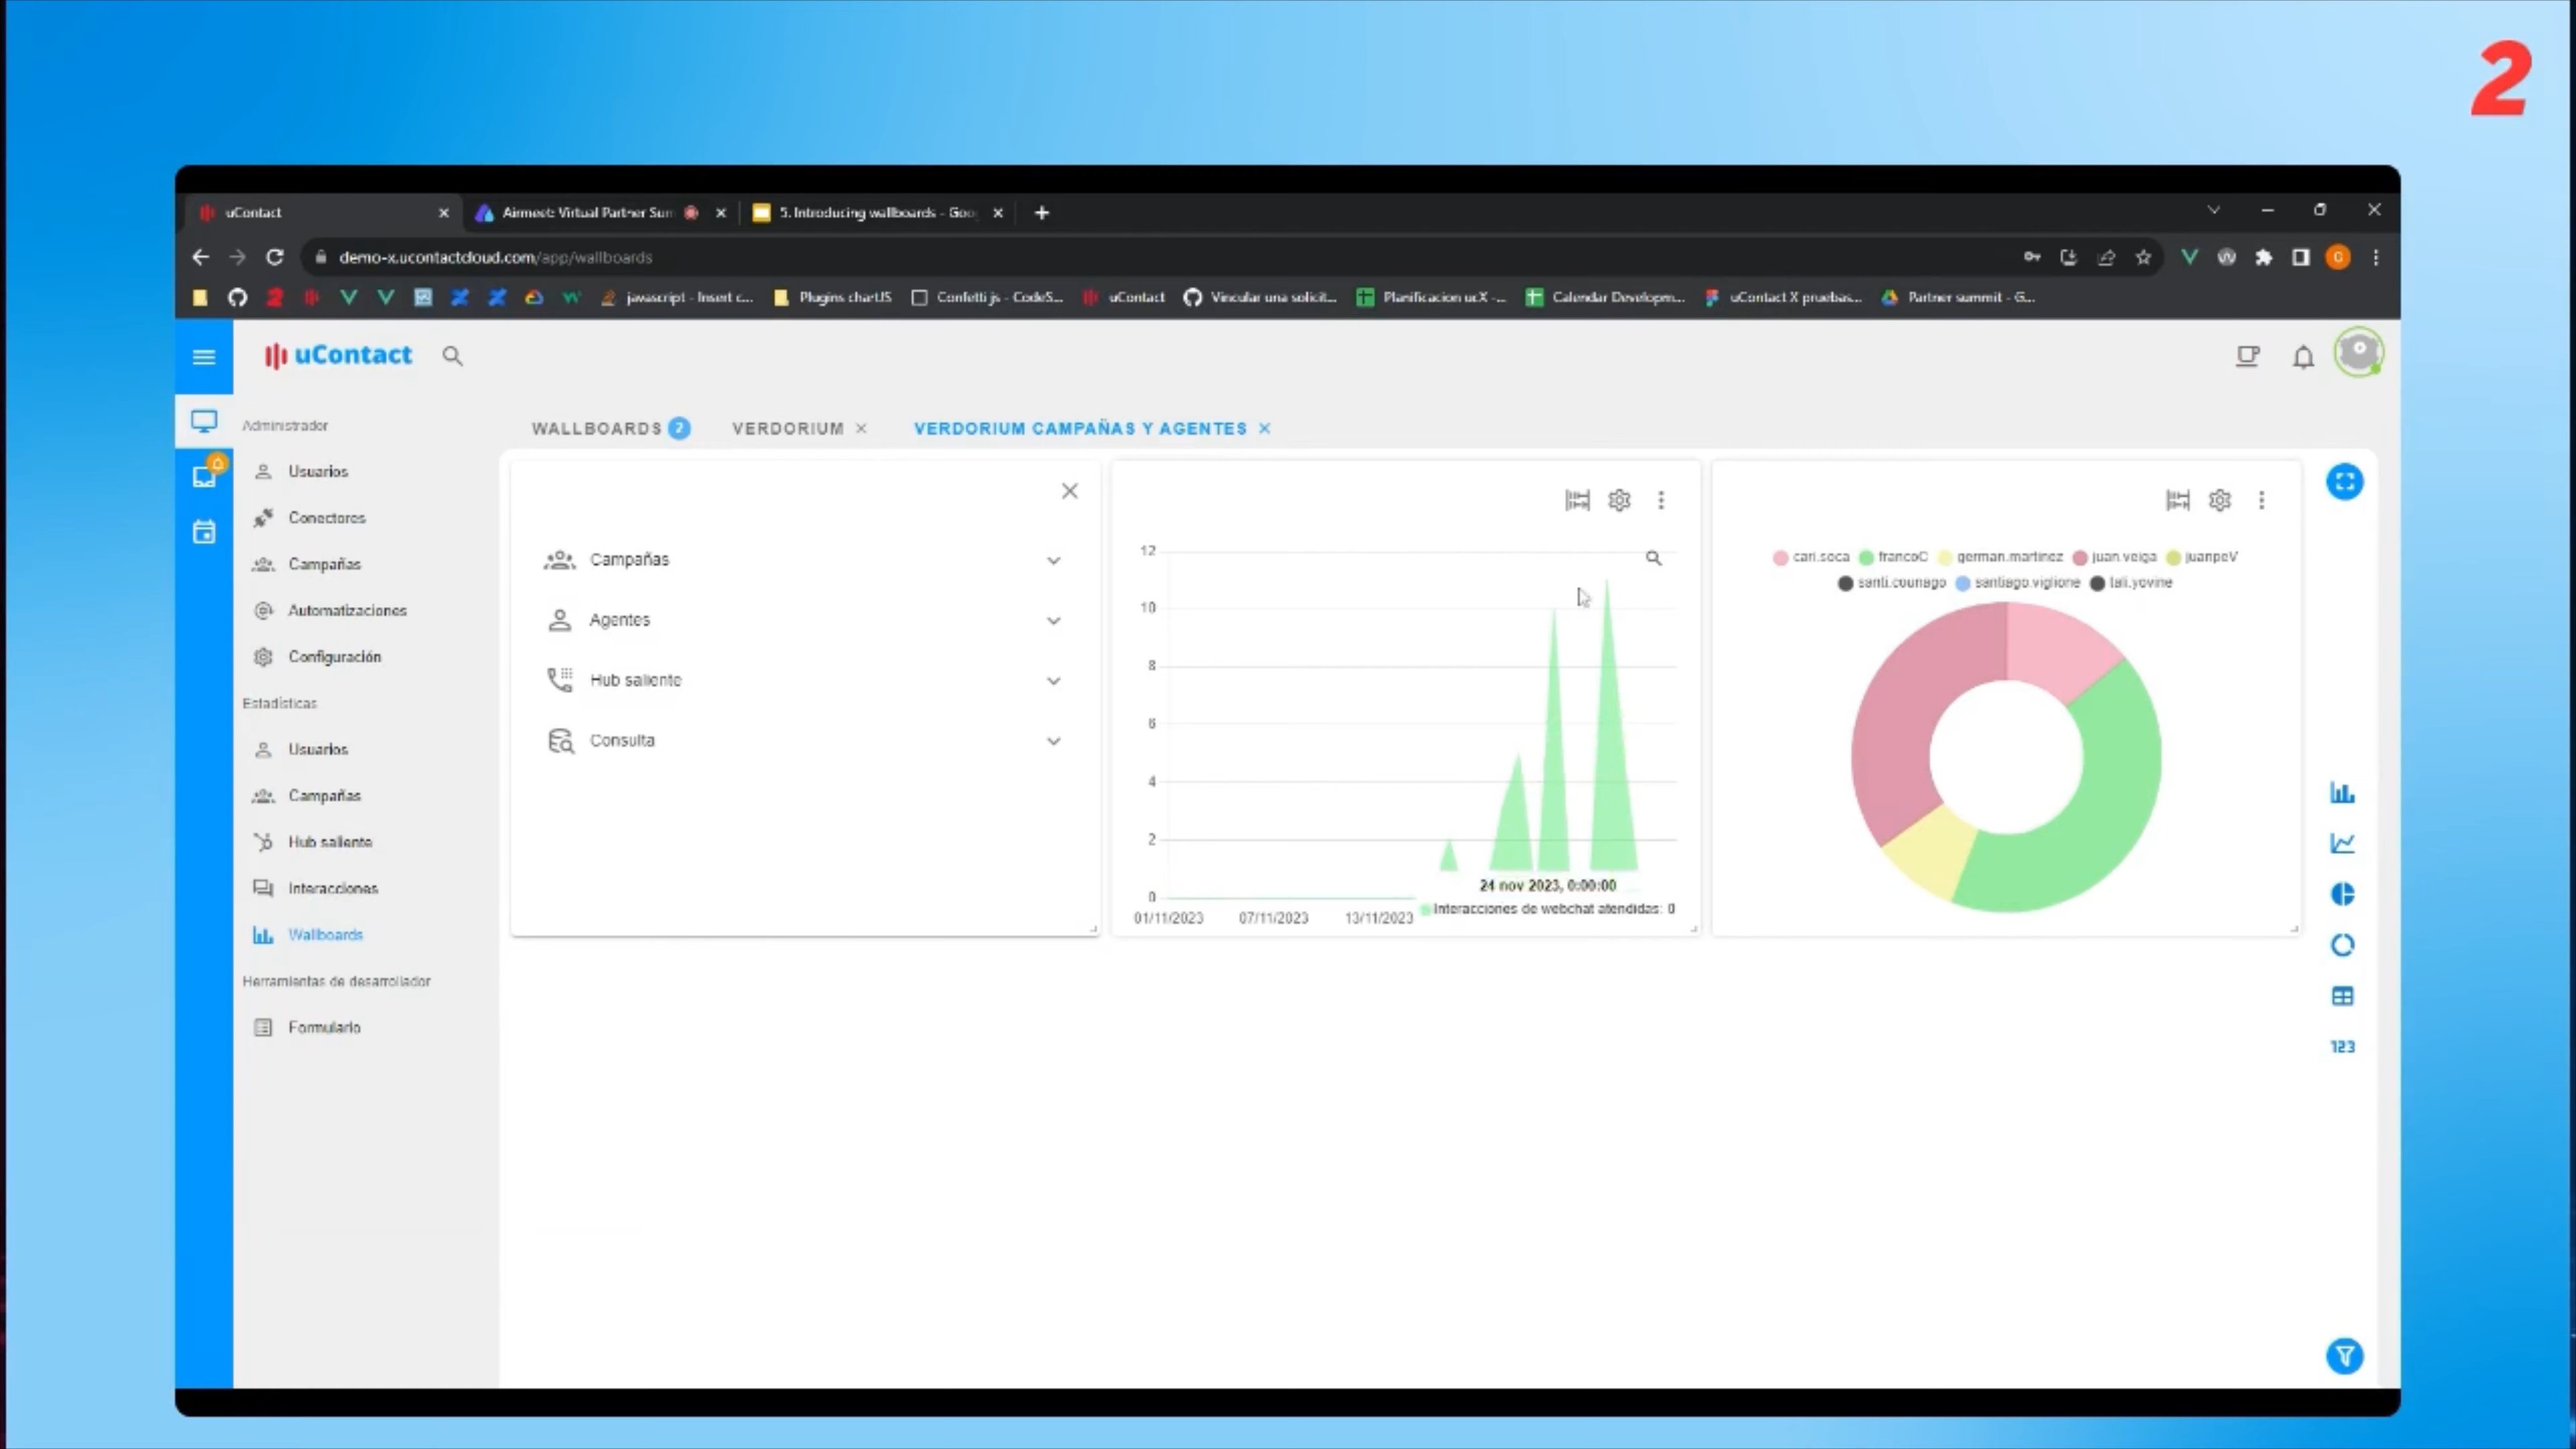 2
uContact
Airmeet: Virtual Partner Sum
5. Introducing wallboards - Goo
demo-x.ucontactcloud.com/app/wallboards
javascript - Insert c...
Plugins chartJS
Confetti js - CodeS...
uContact
Vincular una solicit...
Planificacion ucX -...
Calendar Developm...
uContact X pruebas...
Partner summit - G...
uContact
Administrador
Usuarios
Conectores
Campañas
Automatizaciones
Configuración
Estadísticas
Usuarios
Campañas
Hub saliente
Interacciones
Wallboards
Herramientas de desarrollador
Formulario
WALLBOARDS 2
VERDORIUM
VERDORIUM CAMPAÑAS Y AGENTES
Campañas
Agentes
Hub saliente
Consulta
12
10
8
6
4
2
0
01/11/2023 07/11/2023 13/11/2023
24 nov 2023, 0:00:00
Interacciones de webchat atendidas: 0
cari.soca francoC german.martinez juan.veiga juanpeV
santi.counago santiago.viglione tali.yovine
123